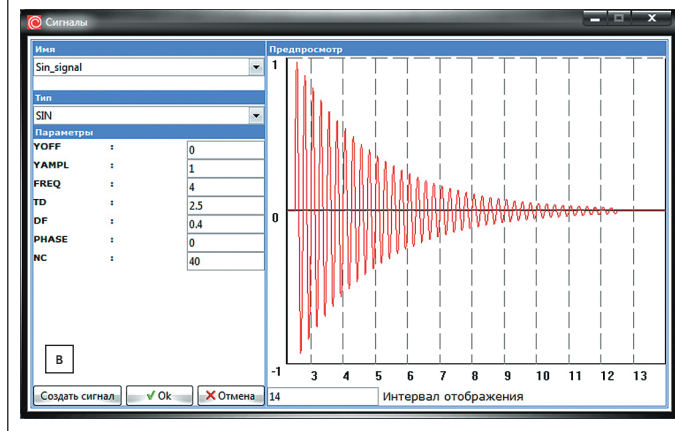 Сигналы
Имя
Sin_signal
Тип
SIN
Параметры
YOFF : 0
YAMPL : 1
FREQ : 4
TD : 2.5
DF : 0.4
PHASE : 0
NC : 40
В
Создать сигнал Ok Отмена
Предпросмотр
1
0
-1
3 4 5 6 7 8 9 10 11 12 13
14 Интервал отображения